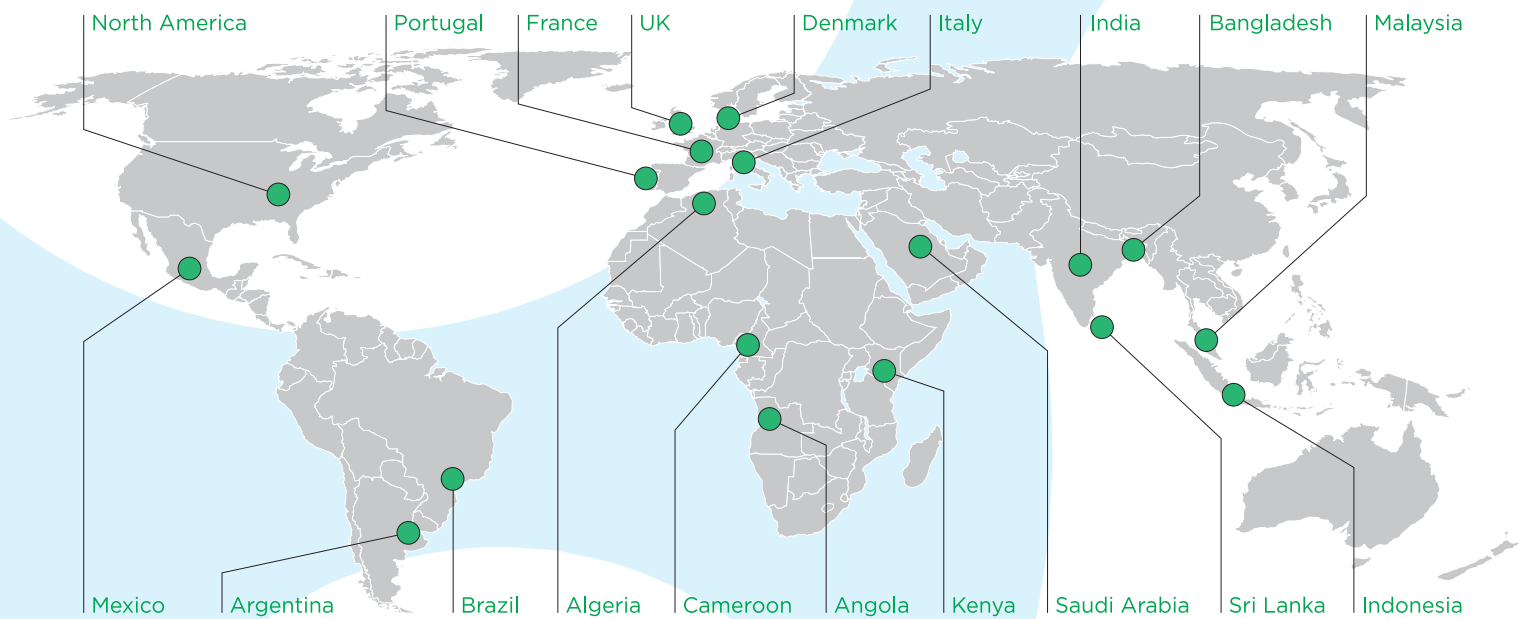 North America
Portugal
France
UK
Denmark
Italy
India
Bangladesh
Malaysia
Mexico
Argentina
Brazil
Algeria
Cameroon
Angola
Kenya
Saudi Arabia
Sri Lanka
Indonesia